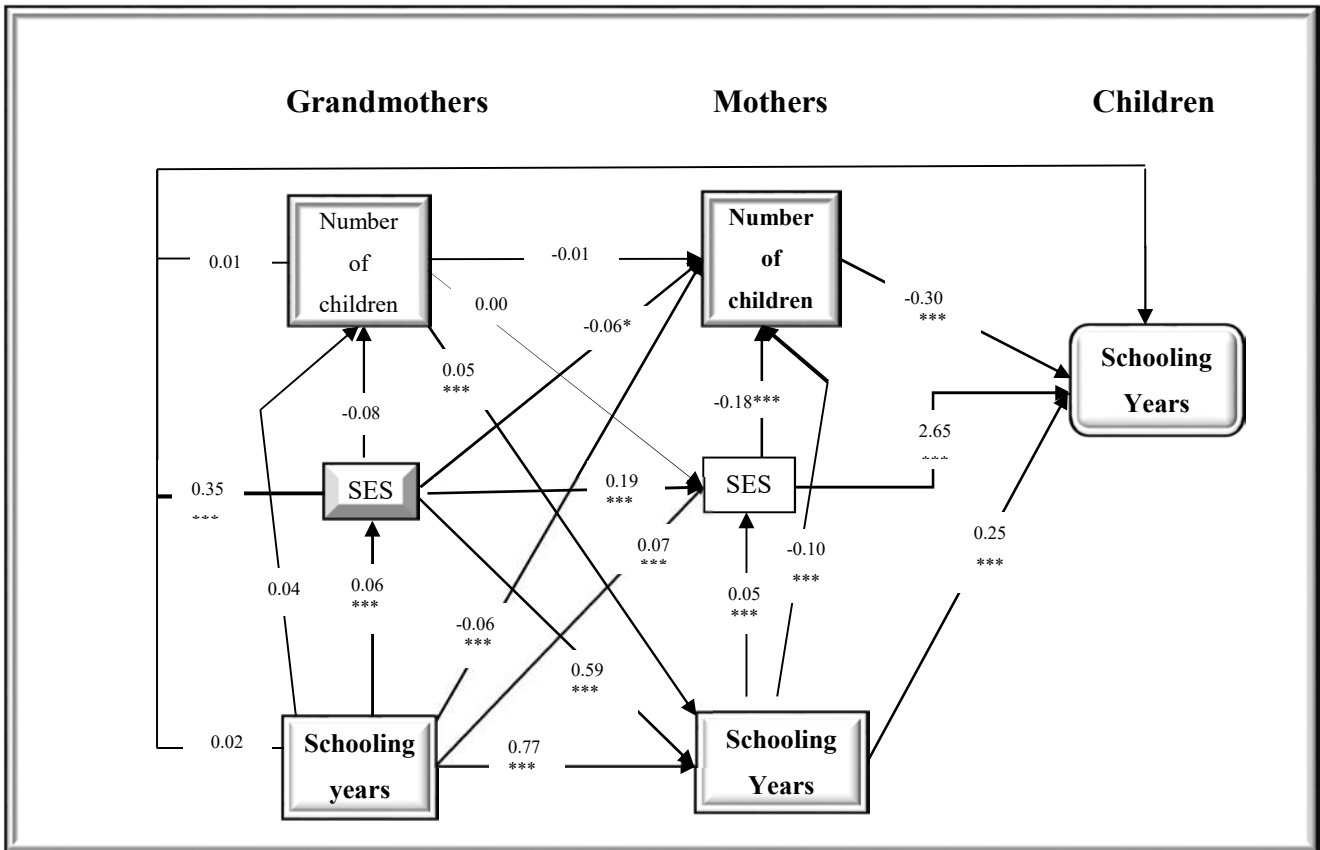 Grandmothers Mothers Children
Number
of
children
Number
of
children
0.01
-0.01
0.00
-0.06*
-0.30
***
Schooling
Years
0.05
***
-0.08
-0.18***
2.65
***
0.35
***
SES
0.19
***
SES
0.07
***
-0.10
***
0.25
***
0.04
0.06
***
0.05
***
-0.06
***
0.59
***
0.02
Schooling
years
0.77
***
Schooling
Years